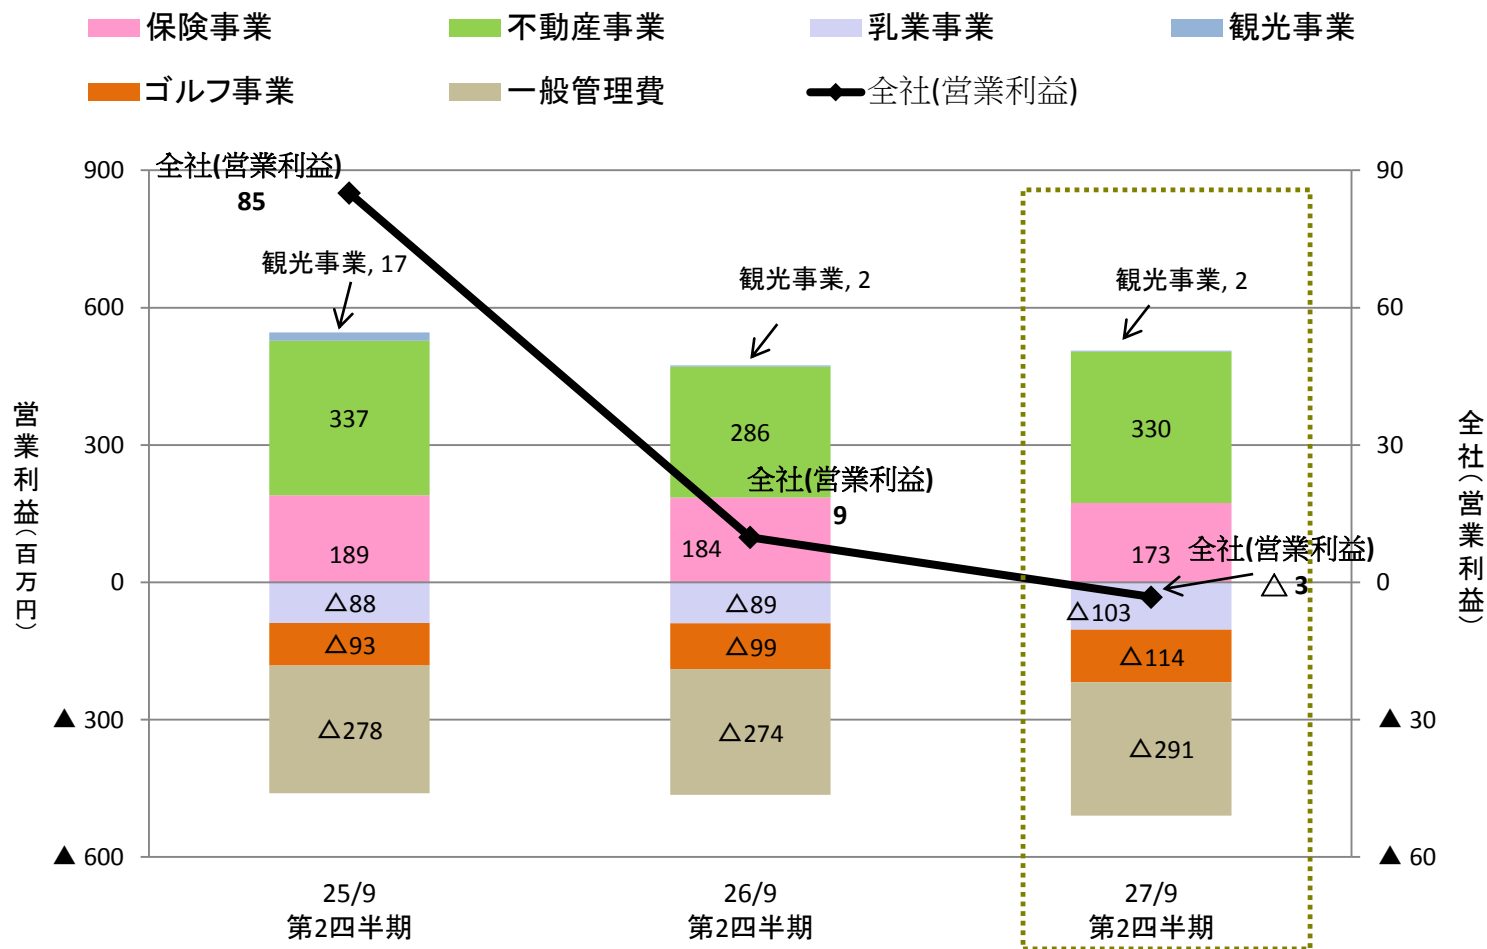 保険事業 不動産事業 乳業事業 観光事業
ゴルフ事業 一般管理費 全社(営業利益)
900 90
全社(営業利益)
85
観光事業, 17
観光事業, 2
観光事業, 2
600 60
337
286
330
300 30
全社(営業利益)
9
189
184
173
全社(営業利益)
△ 3
0 0
△88
△89
△103
△93
△99
△114
△278
△274
△291
▲ 300 ▲ 30
▲ 600 ▲ 60
営業利益(百万円)
全社(営業利益)
25/9 26/9 27/9
第2四半期 第2四半期 第2四半期